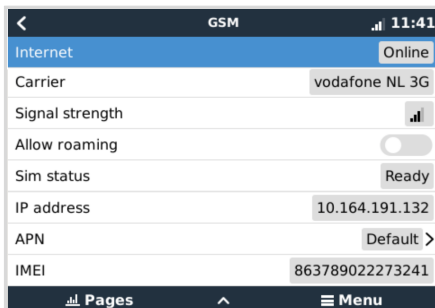 GSM 11:41
Internet Online
Carrier vodafone NL 3G
Signal strength
Allow roaming
Sim status Ready
IP address 10.164.191.132
APN Default
IMEI 863789022273241
Pages Menu